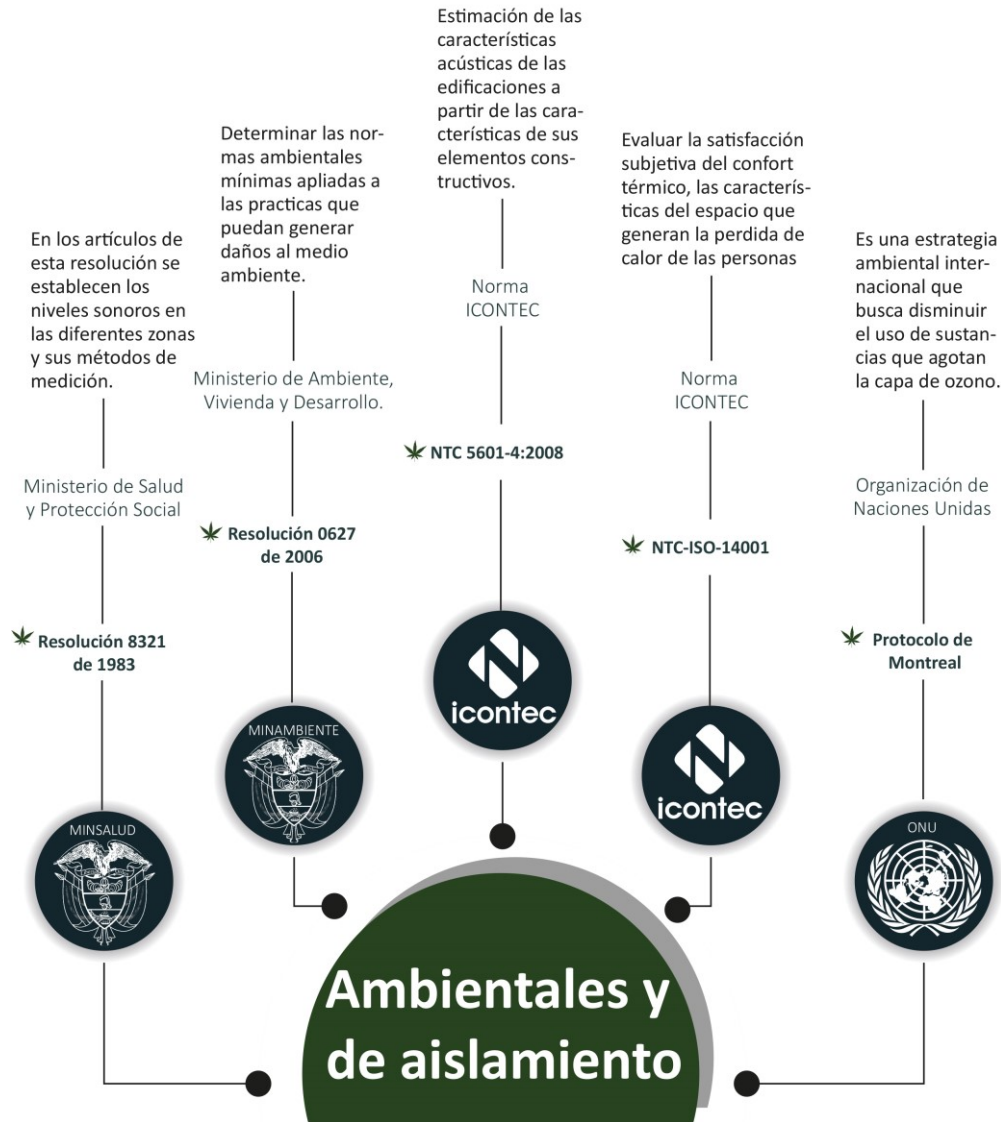 En los artículos de
esta resolución se
establecen los
niveles sonoros en
las diferentes zonas
y sus métodos de
medición.
Ministerio de Salud
y Protección Social
Resolución 8321
de 1983
MINSALUD
Determinar las nor-
mas ambientales
mínimas apliadas a
las practicas que
puedan generar
daños al medio
ambiente.
Ministerio de Ambiente,
Vivienda y Desarrollo.
Resolución 0627
de 2006
MINAMBIENTE
Estimación de las
característícas
acústicas de las
edificaciones a
partir de las cara-
cterísticas de sus
elementos cons-
tructivos.
Norma
ICONTEC
NTC 5601-4:2008
icontec
Evaluar la satisfacción
subjetiva del confort
térmico, las caracterís-
ticas del espacio que
generan la perdida de
calor de las personas
Norma
ICONTEC
NTC-ISO-14001
icontec
Es una estrategia
ambiental inter-
nacional que
busca disminuir
el uso de sustan-
cias que agotan
la capa de ozono.
Organización de
Naciones Unidas
Protocolo de
Montreal
ONU
Ambientales y
de aislamiento